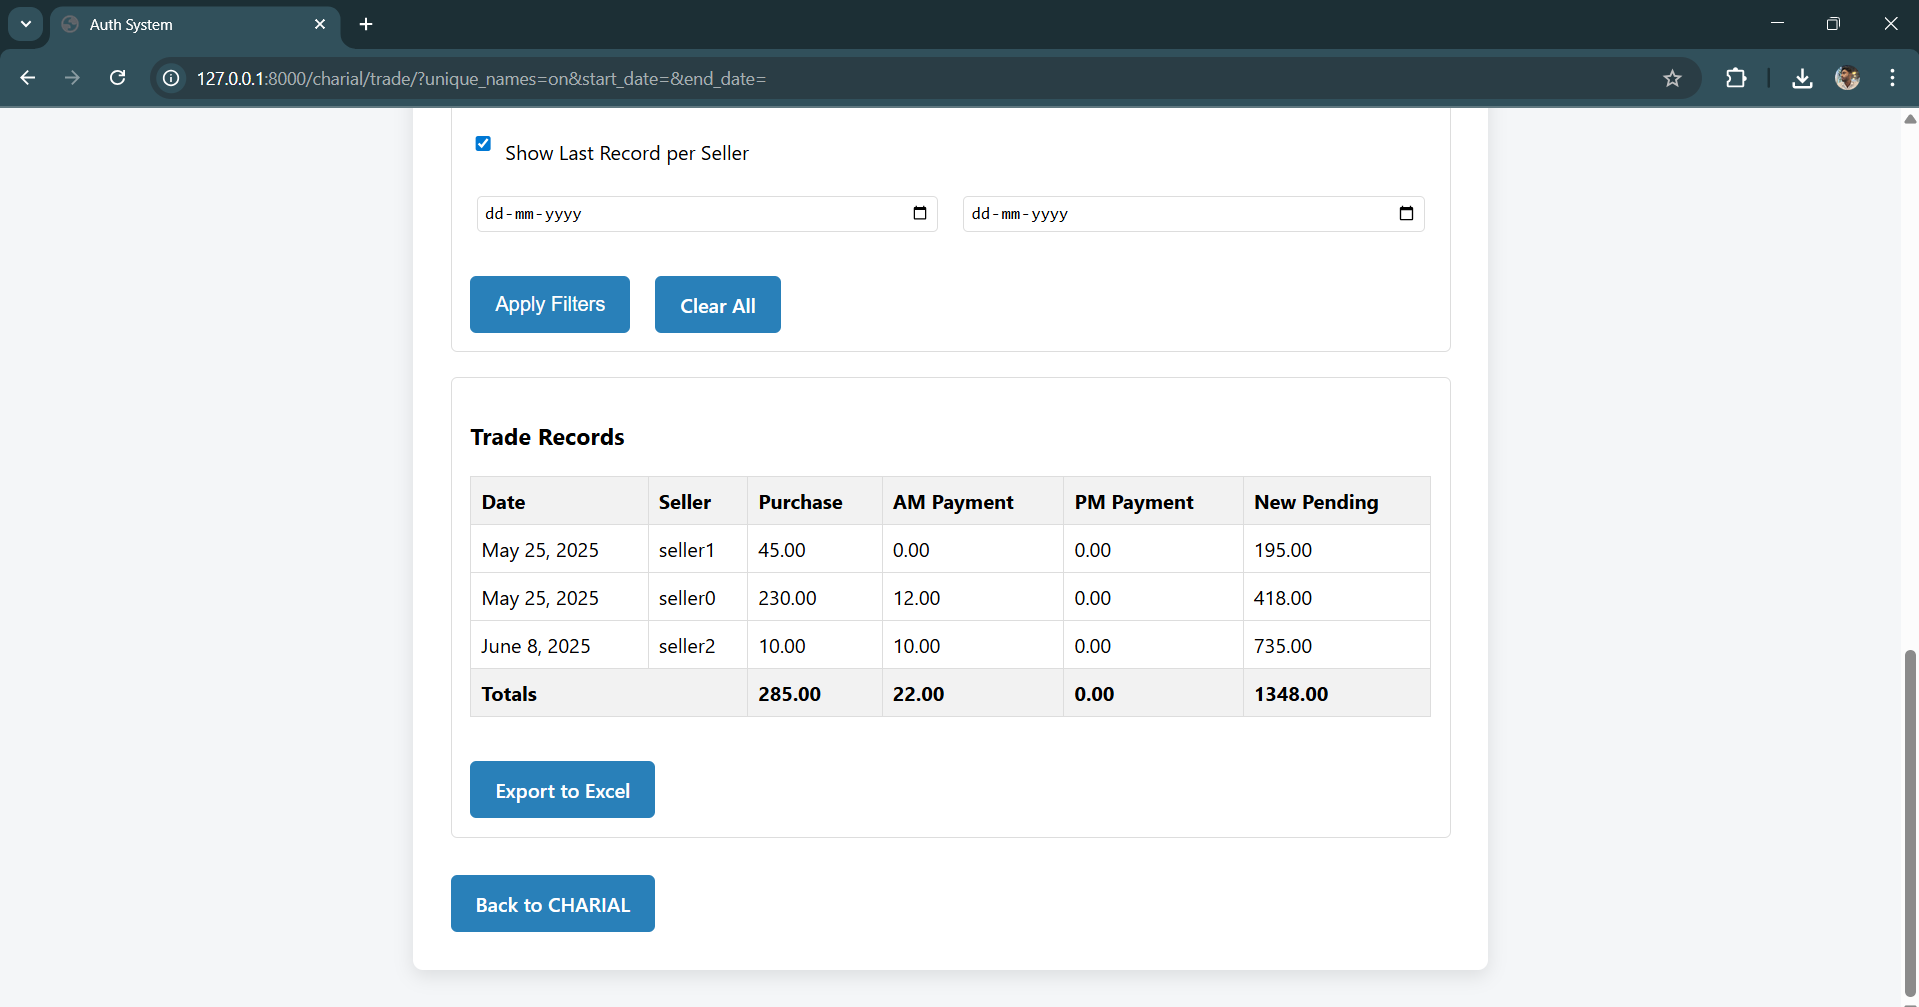 Auth System
127.0.0.1:8000/charial/trade/?unique_names=on&start_date=&end_date=
Show Last Record per Seller
dd-mm-yyyy dd-mm-yyyy
Apply Filters Clear All
Trade Records
Date Seller Purchase AM Payment PM Payment New Pending
May 25, 2025 seller1 45.00 0.00 0.00 195.00
May 25, 2025 seller0 230.00 12.00 0.00 418.00
June 8, 2025 seller2 10.00 10.00 0.00 735.00
Totals 285.00 22.00 0.00 1348.00
Export to Excel
Back to CHARIAL